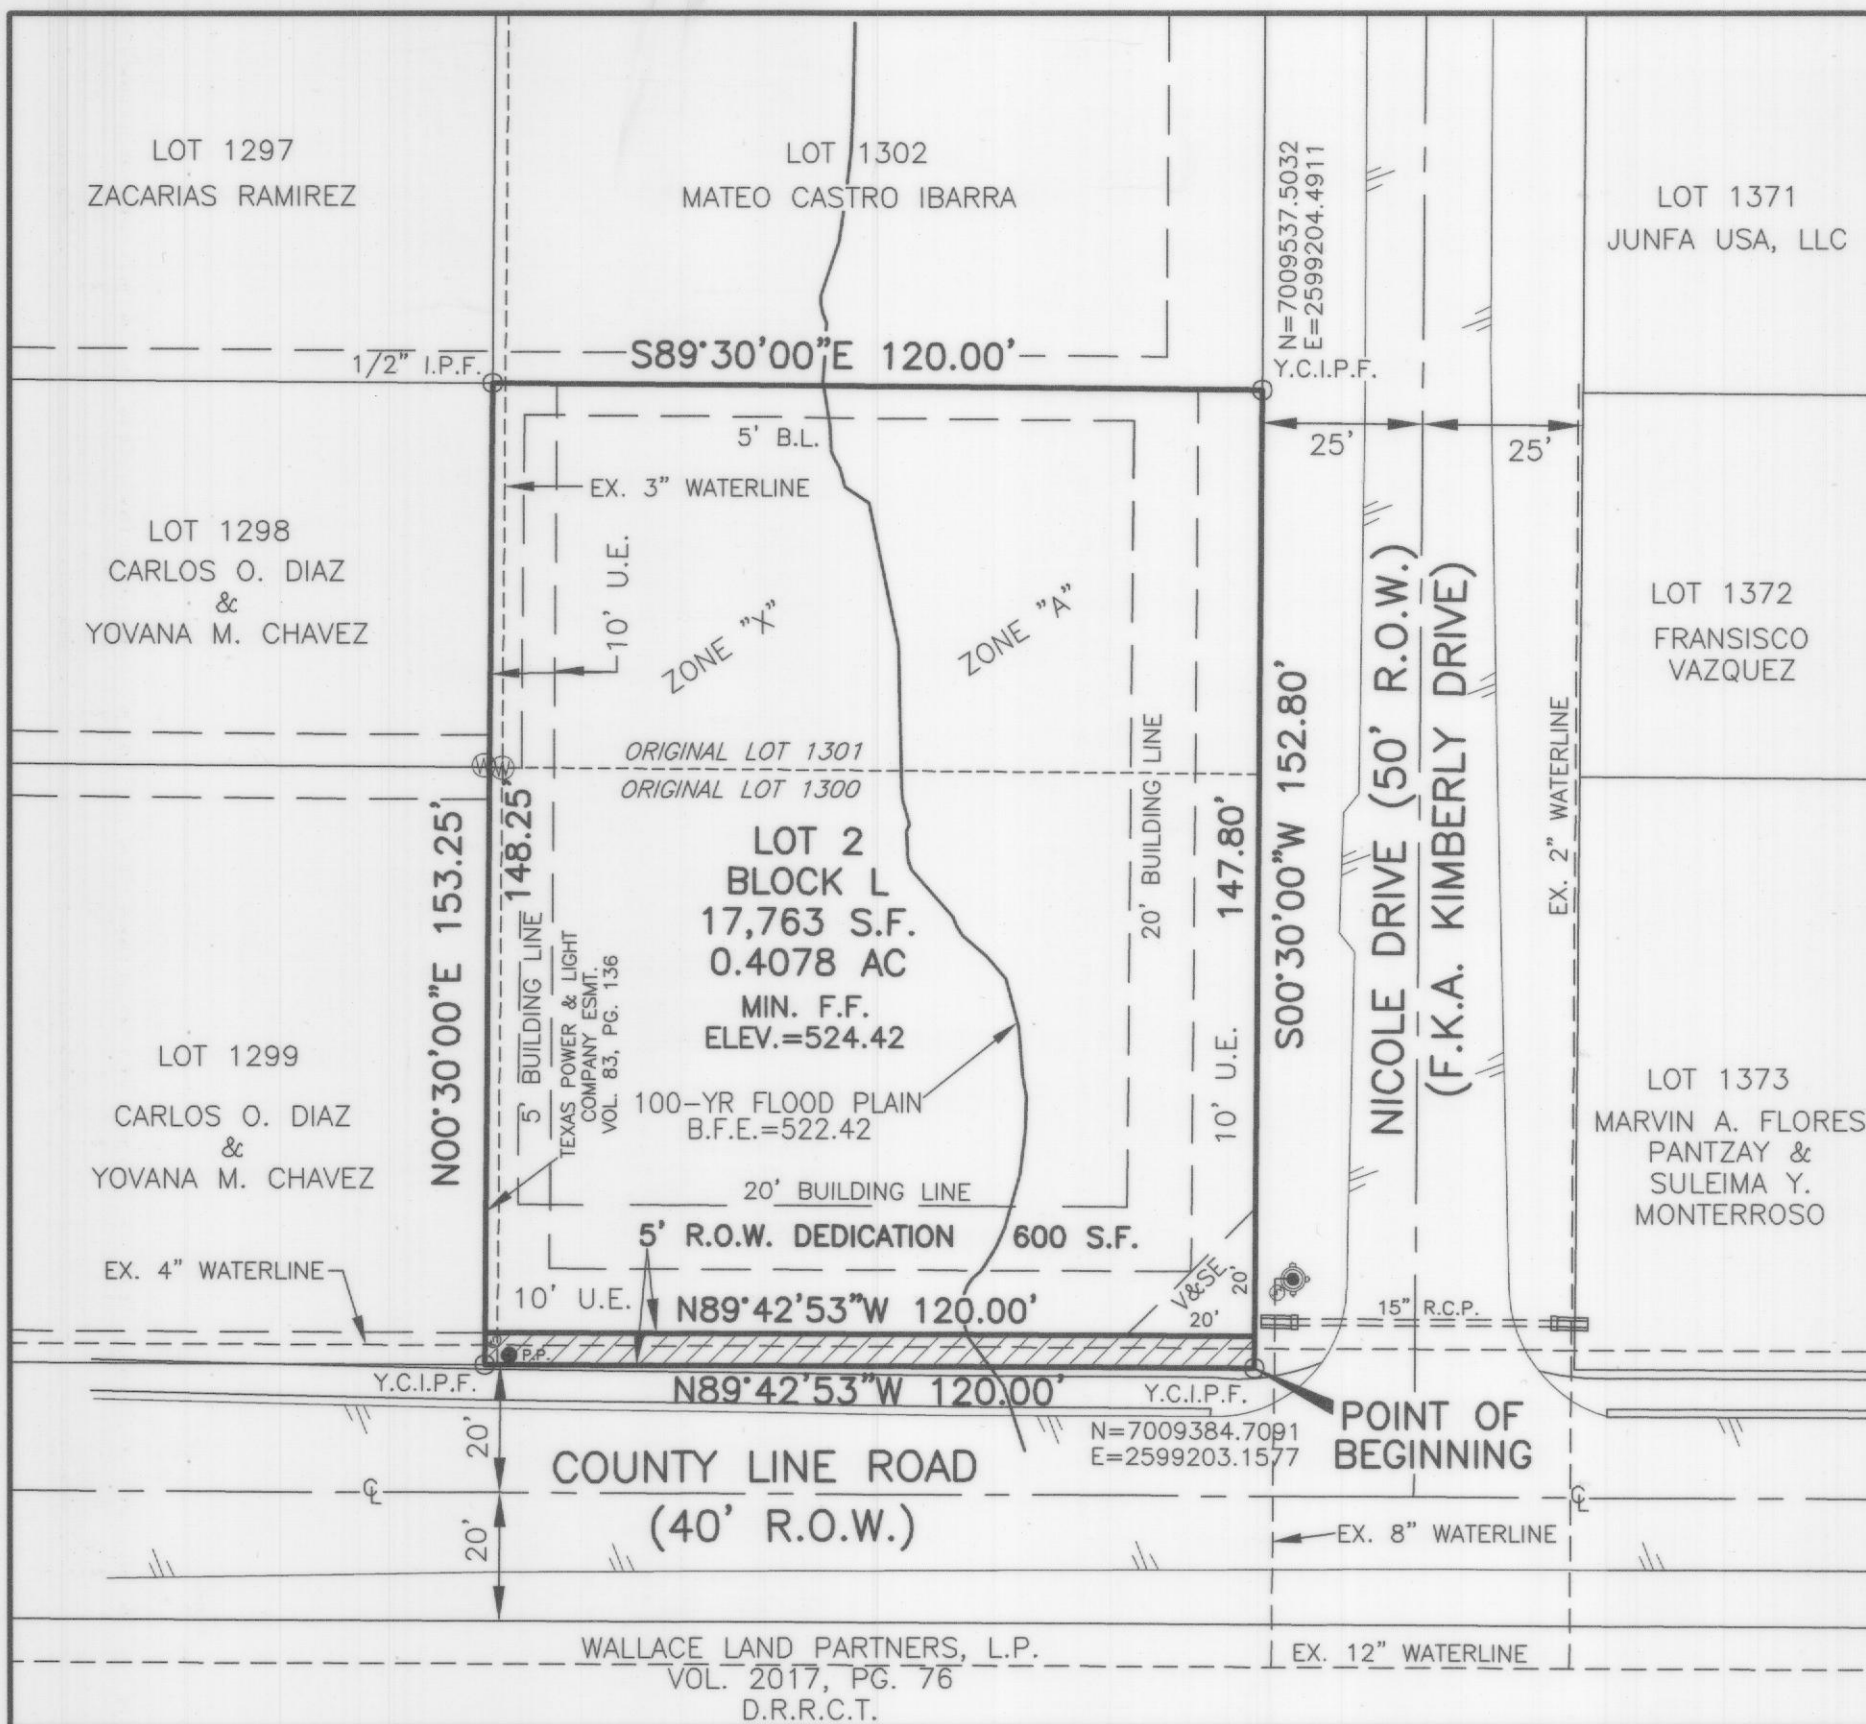 LOT 1297
ZACARIAS RAMIREZ
LOT 1302
MATEO CASTRO IBARRA
N=7009537.5032
E=2599204.4911
LOT 1371
JUNFA USA, LLC
1/2" I.P.F.
S89°30'00"E 120.00'
Y.C.I.P.F.
5' B.L.
25'
25'
EX. 3" WATERLINE
LOT 1298
CARLOS O. DIAZ
&
YOVANA M. CHAVEZ
10' U.E.
ZONE "X"
ZONE "A"
LOT 1372
FRANSISCO
VAZQUEZ
NICOLE DRIVE (50' R.O.W.)
(F.K.A. KIMBERLY DRIVE)
S00°30'00"W 152.80'
EX. 2" WATERLINE
20' BUILDING LINE
147.80'
ORIGINAL LOT 1301
ORIGINAL LOT 1300
W
W
N00°30'00"E 153.25'
148.25'
5' BUILDING LINE
TEXAS POWER & LIGHT
COMPANY ESMT.
VOL. 83, PG. 136
LOT 2
BLOCK L
17,763 S.F.
0.4078 AC
MIN. F.F.
ELEV.=524.42
100-YR FLOOD PLAIN
B.F.E.=522.42
10' U.E.
LOT 1299
CARLOS O. DIAZ
&
YOVANA M. CHAVEZ
LOT 1373
MARVIN A. FLORES
PANTZAY &
SULEIMA Y.
MONTERROSO
20' BUILDING LINE
5' R.O.W. DEDICATION 600 S.F.
EX. 4" WATERLINE
10' U.E.
N89°42'53"W 120.00'
V&SE
20'
20'
15" R.C.P.
5'
P.P.
Y.C.I.P.F.
N89°42'53"W 120.00'
Y.C.I.P.F.
N=7009384.7091
E=2599203.1577
POINT OF
BEGINNING
20'
COUNTY LINE ROAD
(40' R.O.W.)
20'
EX. 8" WATERLINE
WALLACE LAND PARTNERS, L.P.
VOL. 2017, PG. 76
D.R.R.C.T.
EX. 12" WATERLINE